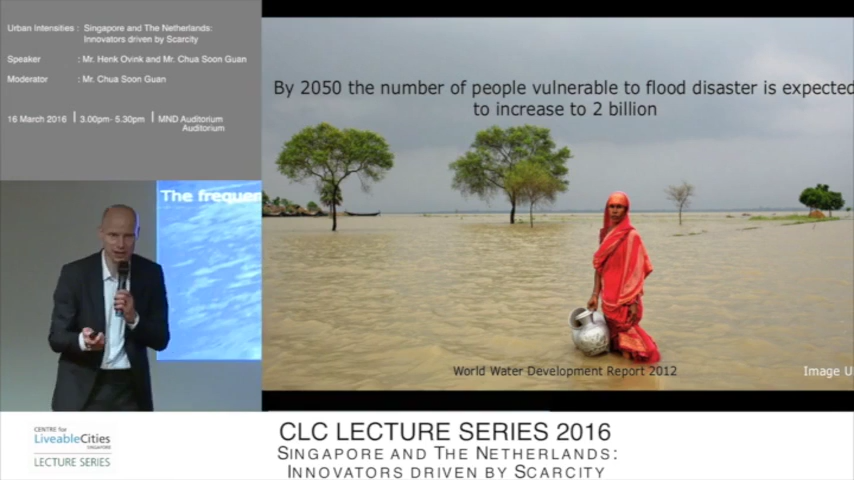 Urban Intensities : Singapore and The Netherlands:
Innovators driven by Scarcity
Speaker : Mr. Henk Ovink and Mr. Chua Soon Guan
Moderator : Mr. Chua Soon Guan
16 March 2016 | 3.00pm- 5.30pm | MND Auditorium
Auditorium
The frequen
By 2050 the number of people vulnerable to flood disaster is expected
to increase to 2 billion
World Water Development Report 2012
Image U
CENTRE for
LiveableCities
SINGAPORE
LECTURE SERIES
CLC LECTURE SERIES 2016
SINGAPORE AND THE NETHERLANDS:
INNOVATORS DRIVEN BY SCARCITY